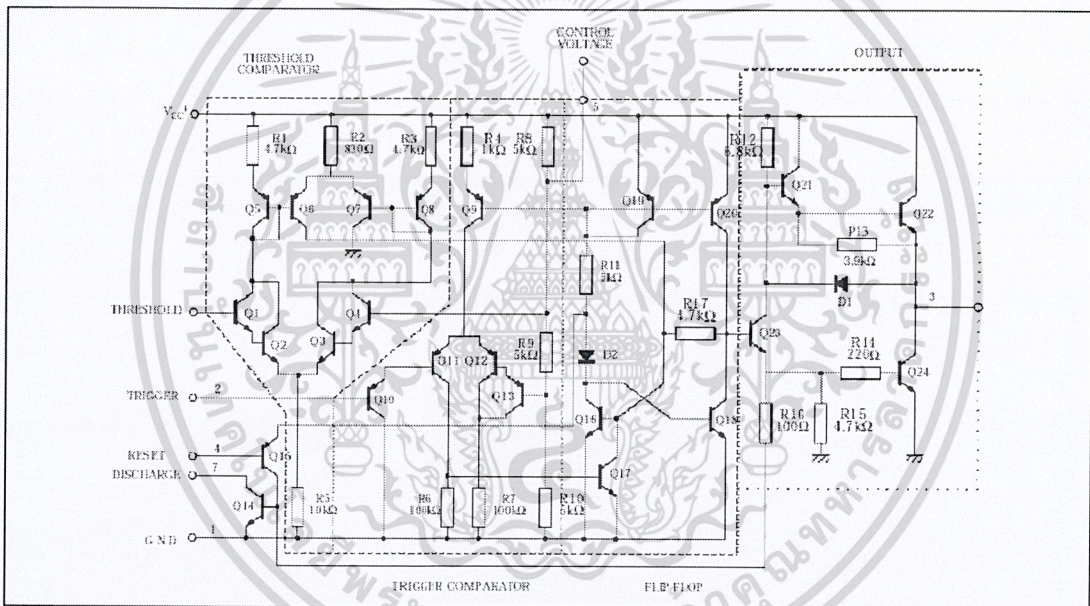 CONTROL
VOLTAGE
THRESHOLD
COMPARATOR
OUTPUT
5
Vcc
R1
4.7kΩ
R2
830Ω
R3
4.7kΩ
R4
1kΩ
R8
5kΩ
R12
6.8kΩ
Q5
Q6
Q7
Q8
Q9
Q19
Q20
Q21
Q22
R13
3.9kΩ
R11
5kΩ
D1
3
THRESHOLD
Q1
Q2
Q3
Q4
R17
4.7kΩ
Q23
R9
5kΩ
D2
R14
220Ω
Q24
Q11
Q12
TRIGGER
2
Q10
Q13
Q16
Q18
R16
100Ω
R15
4.7kΩ
RESET
4
Q15
DISCHARGE
7
Q17
Q14
R5
10kΩ
R6
100kΩ
R7
100kΩ
R10
5kΩ
GND
1
TRIGGER COMPARATOR
FLIP-FLOP